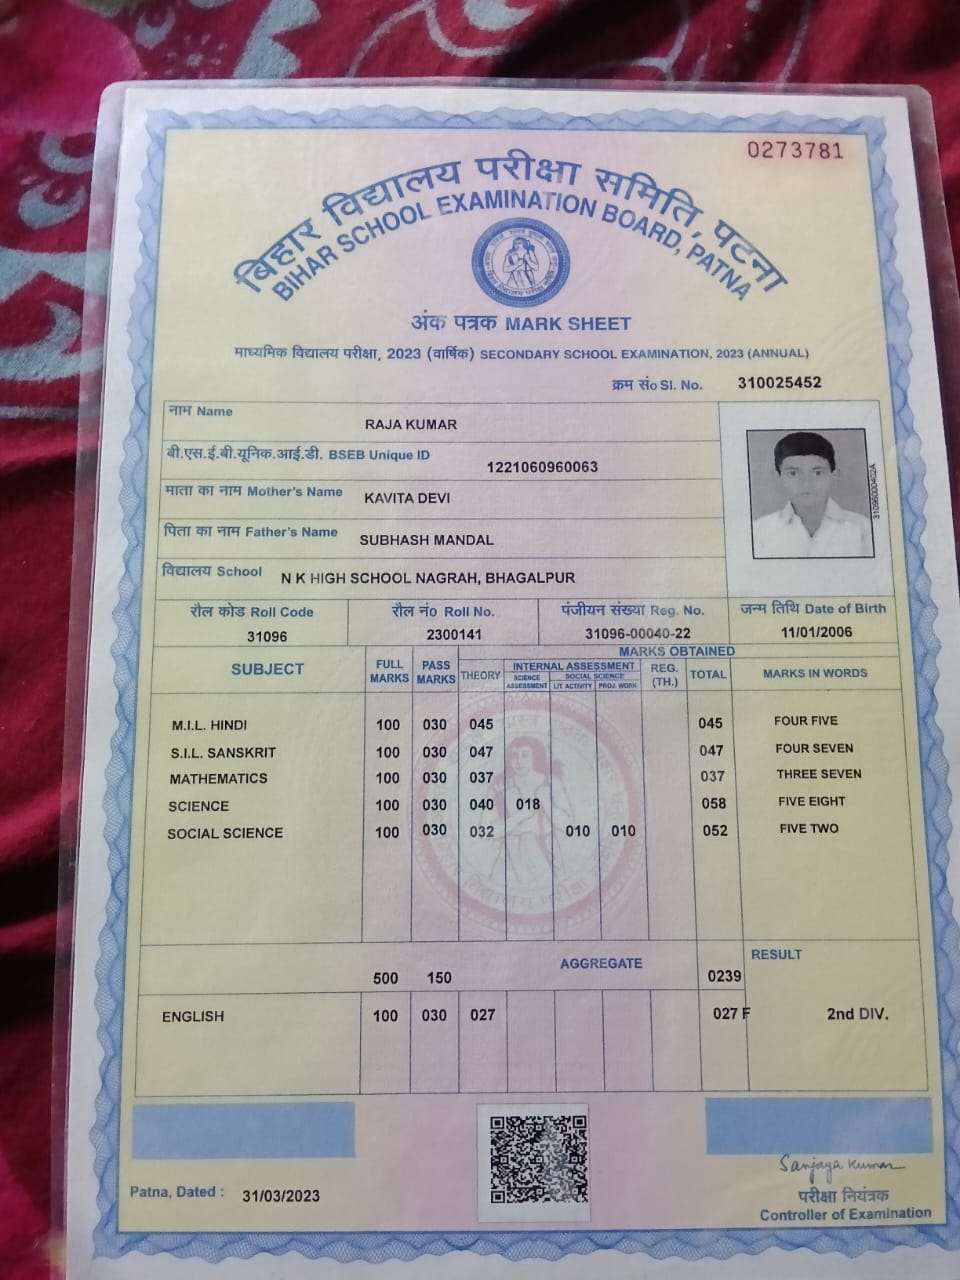 0273781
बिहार विद्यालय परीक्षा समिति, पटना
BIHAR SCHOOL EXAMINATION BOARD, PATNA
अंक पत्रक MARK SHEET
माध्यमिक विद्यालय परीक्षा, 2023 (वार्षिक) SECONDARY SCHOOL EXAMINATION, 2023 (ANNUAL)
क्रम सं० Sl. No. 310025452
नाम Name RAJA KUMAR
बी.एस.ई.बी.यूनिक.आई.डी. BSEB Unique ID 1221060960063
माता का नाम Mother's Name KAVITA DEVI
पिता का नाम Father's Name SUBHASH MANDAL
विद्यालय School N K HIGH SCHOOL NAGRAH, BHAGALPUR
रौल कोड Roll Code रौल नं० Roll No. पंजीयन संख्या Reg. No. जन्म तिथि Date of Birth
31096 2300141 31096-00040-22 11/01/2006
MARKS OBTAINED
SUBJECT FULL MARKS PASS MARKS THEORY INTERNAL ASSESSMENT REG. (TH.) TOTAL MARKS IN WORDS
SCIENCE ASSESSMENT SOCIAL SCIENCE LIT. ACTIVITY PROJ. WORK
M.I.L. HINDI 100 030 045 045 FOUR FIVE
S.I.L. SANSKRIT 100 030 047 047 FOUR SEVEN
MATHEMATICS 100 030 037 037 THREE SEVEN
SCIENCE 100 030 040 018 058 FIVE EIGHT
SOCIAL SCIENCE 100 030 032 010 010 052 FIVE TWO
500 150 AGGREGATE 0239 RESULT
ENGLISH 100 030 027 027 F 2nd DIV.
Patna, Dated : 31/03/2023
Sanjaya Kumar
परीक्षा नियंत्रक
Controller of Examination